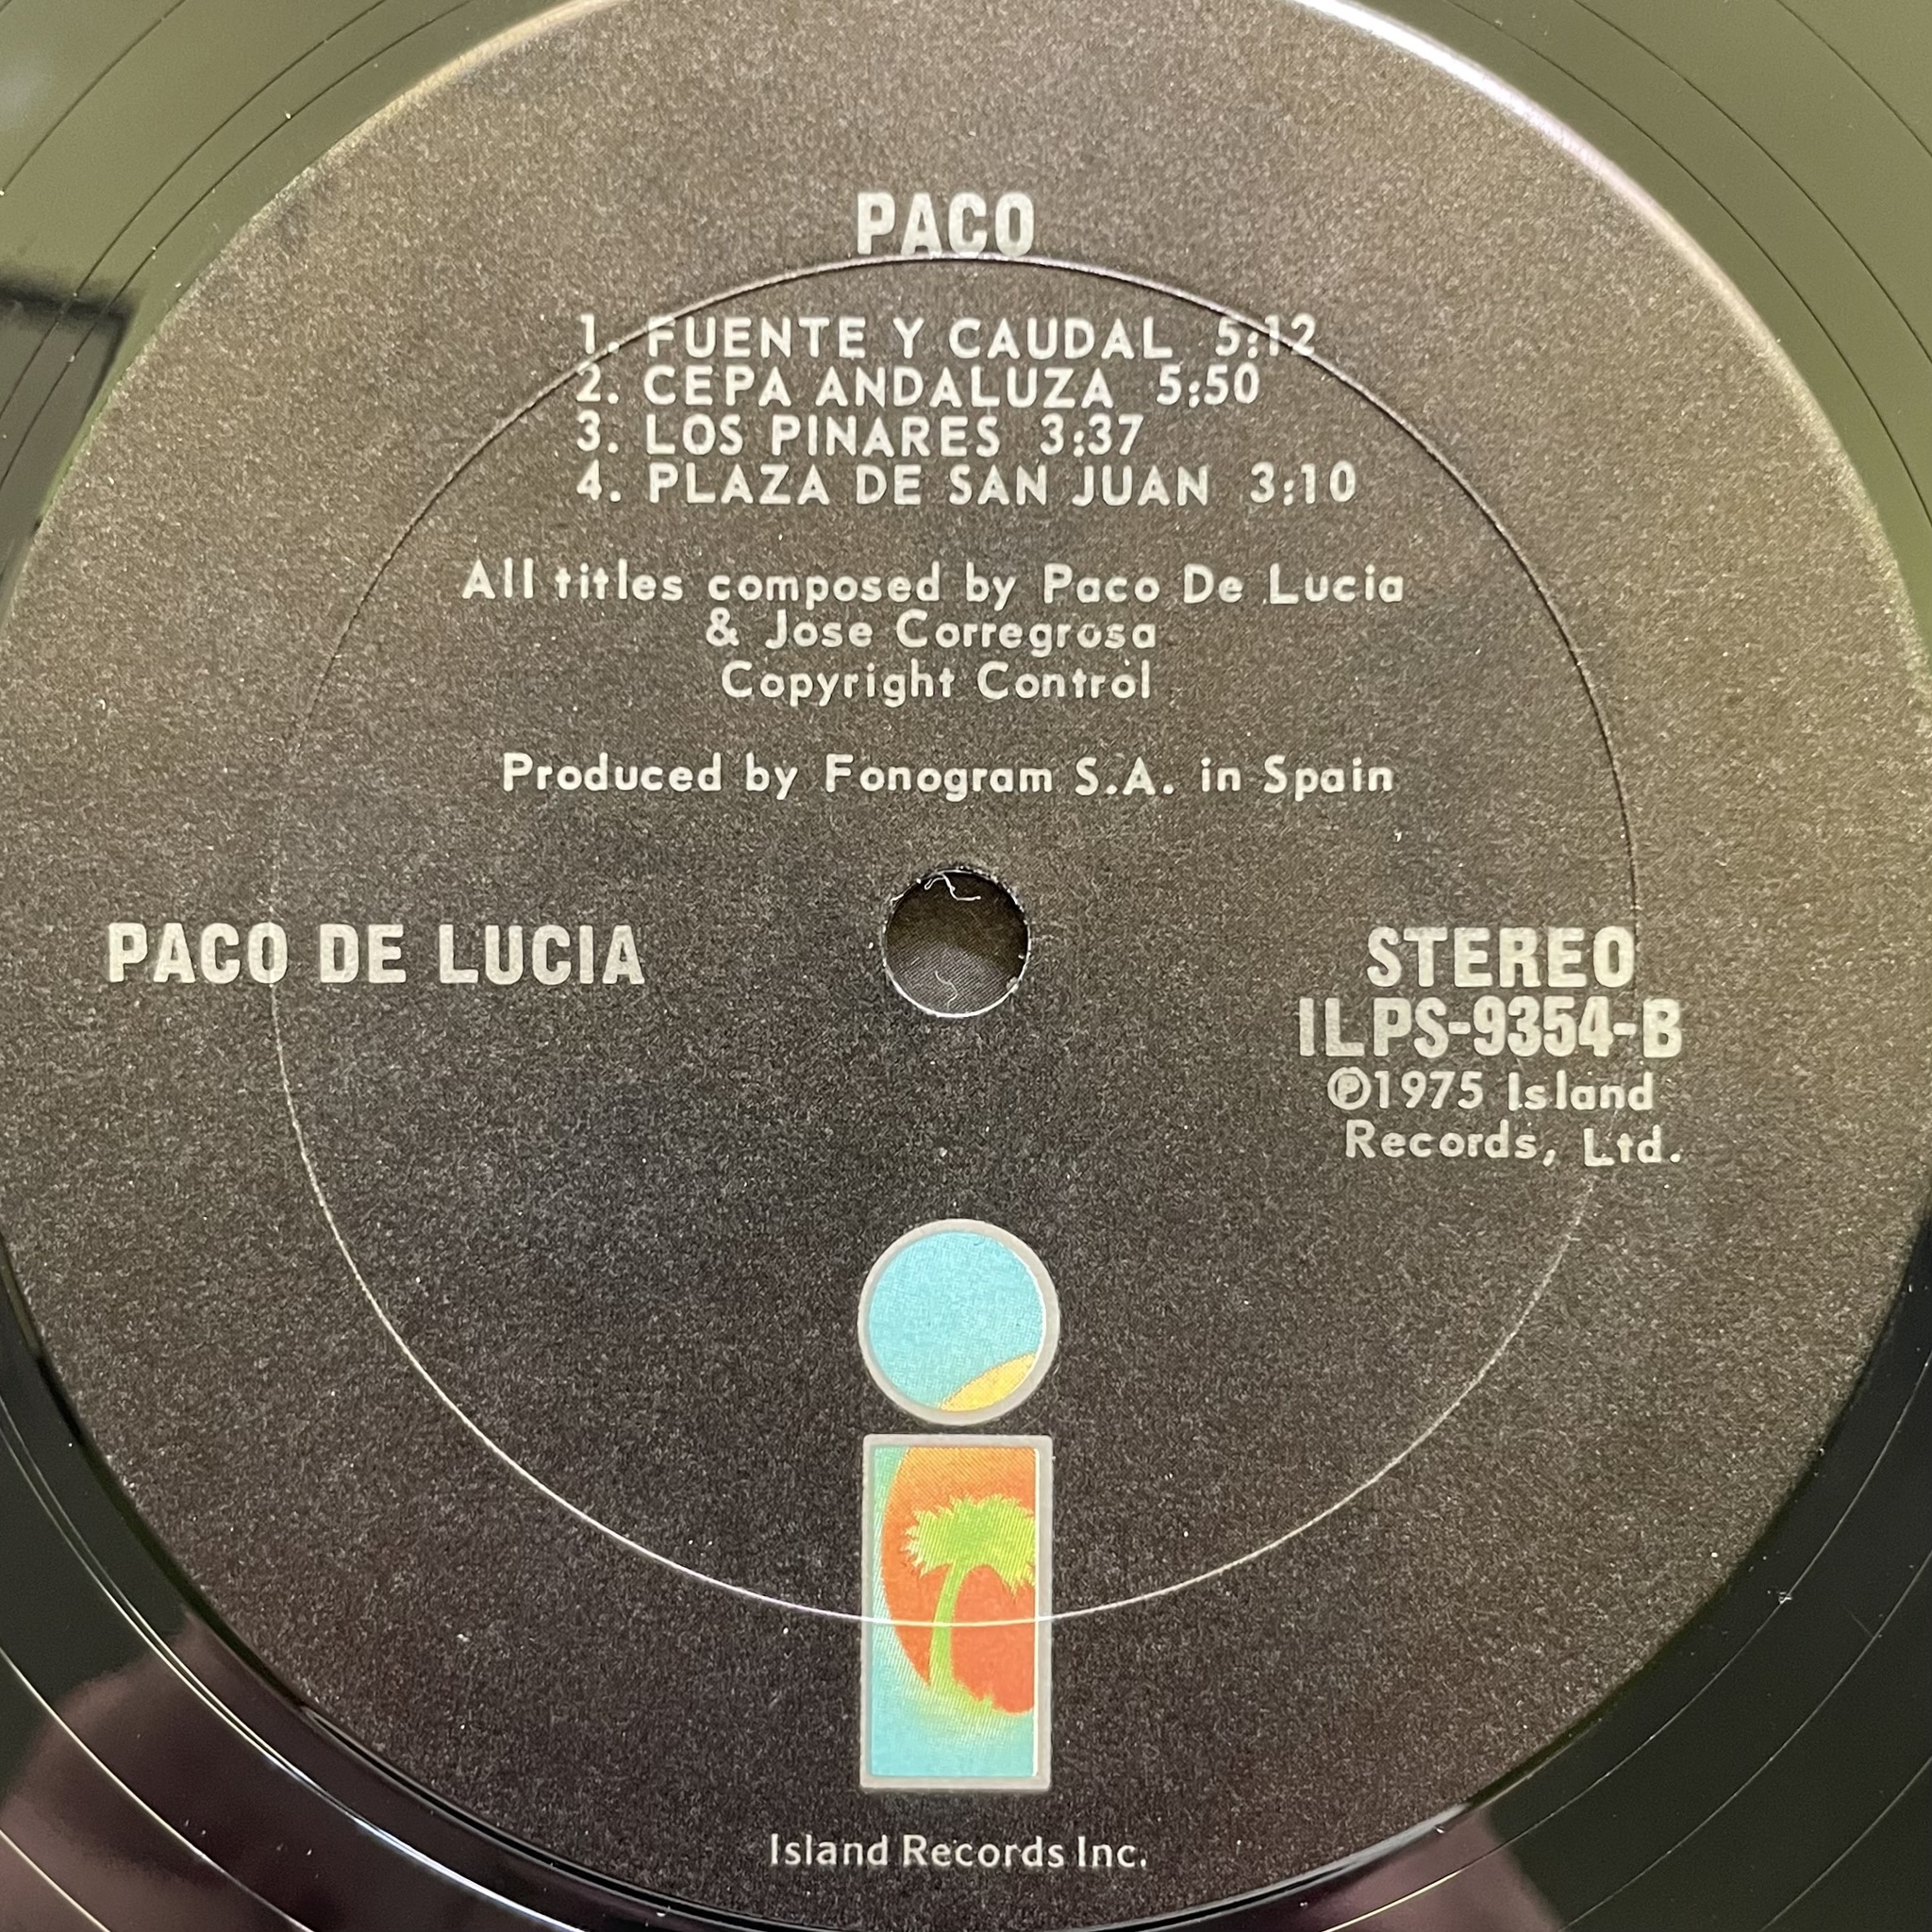 PACO
1. FUENTE Y CAUDAL 5:12
2. CEPA ANDALUZA 5:50
3. LOS PINARES 3:37
4. PLAZA DE SAN JUAN 3:10
All titles composed by Paco De Lucia
& Jose Corregrosa
Copyright Control
Produced by Fonogram S.A. in Spain
PACO DE LUCIA
STEREO
ILPS-9354-B
℗1975 Island
Records, Ltd.
Island Records Inc.